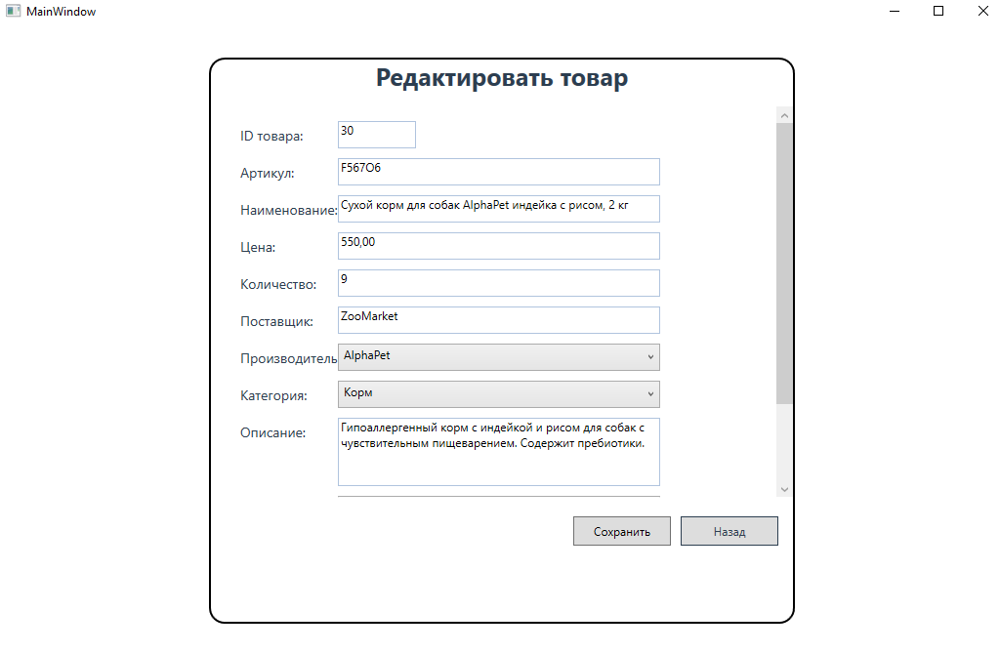 MainWindow
Редактировать товар
ID товара: 30
Артикул: F567O6
Наименование: Сухой корм для собак AlphaPet индейка с рисом, 2 кг
Цена: 550,00
Количество: 9
Поставщик: ZooMarket
Производитель AlphaPet
Категория: Корм
Описание: Гипоаллергенный корм с индейкой и рисом для собак с
чувствительным пищеварением. Содержит пребиотики.
Сохранить Назад